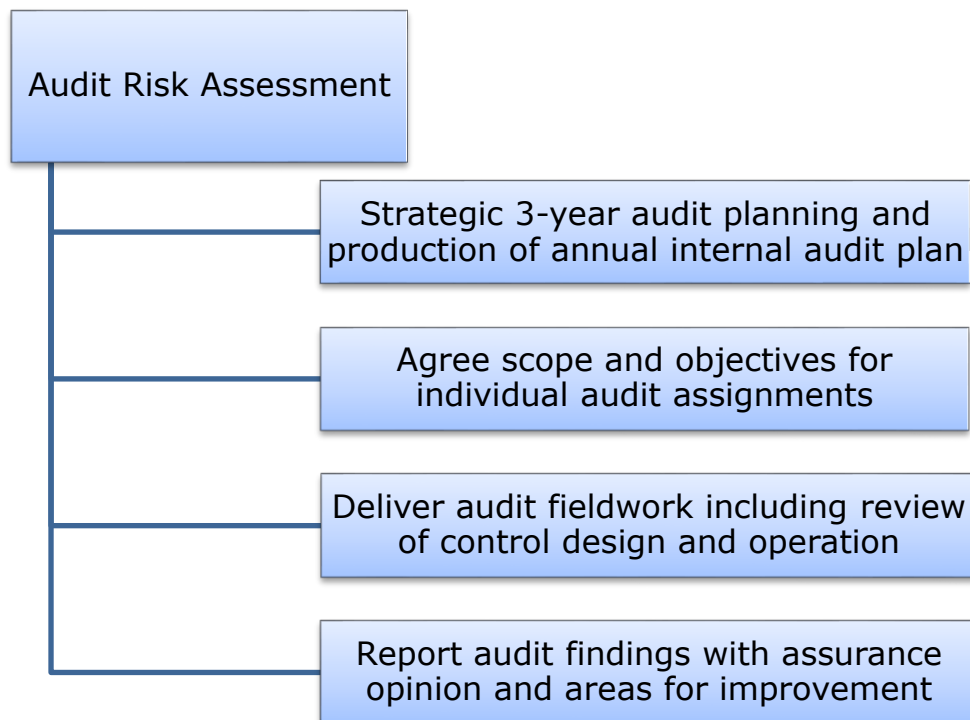 Audit Risk Assessment
Strategic 3-year audit planning and
production of annual internal audit plan
Agree scope and objectives for
individual audit assignments
Deliver audit fieldwork including review
of control design and operation
Report audit findings with assurance
opinion and areas for improvement